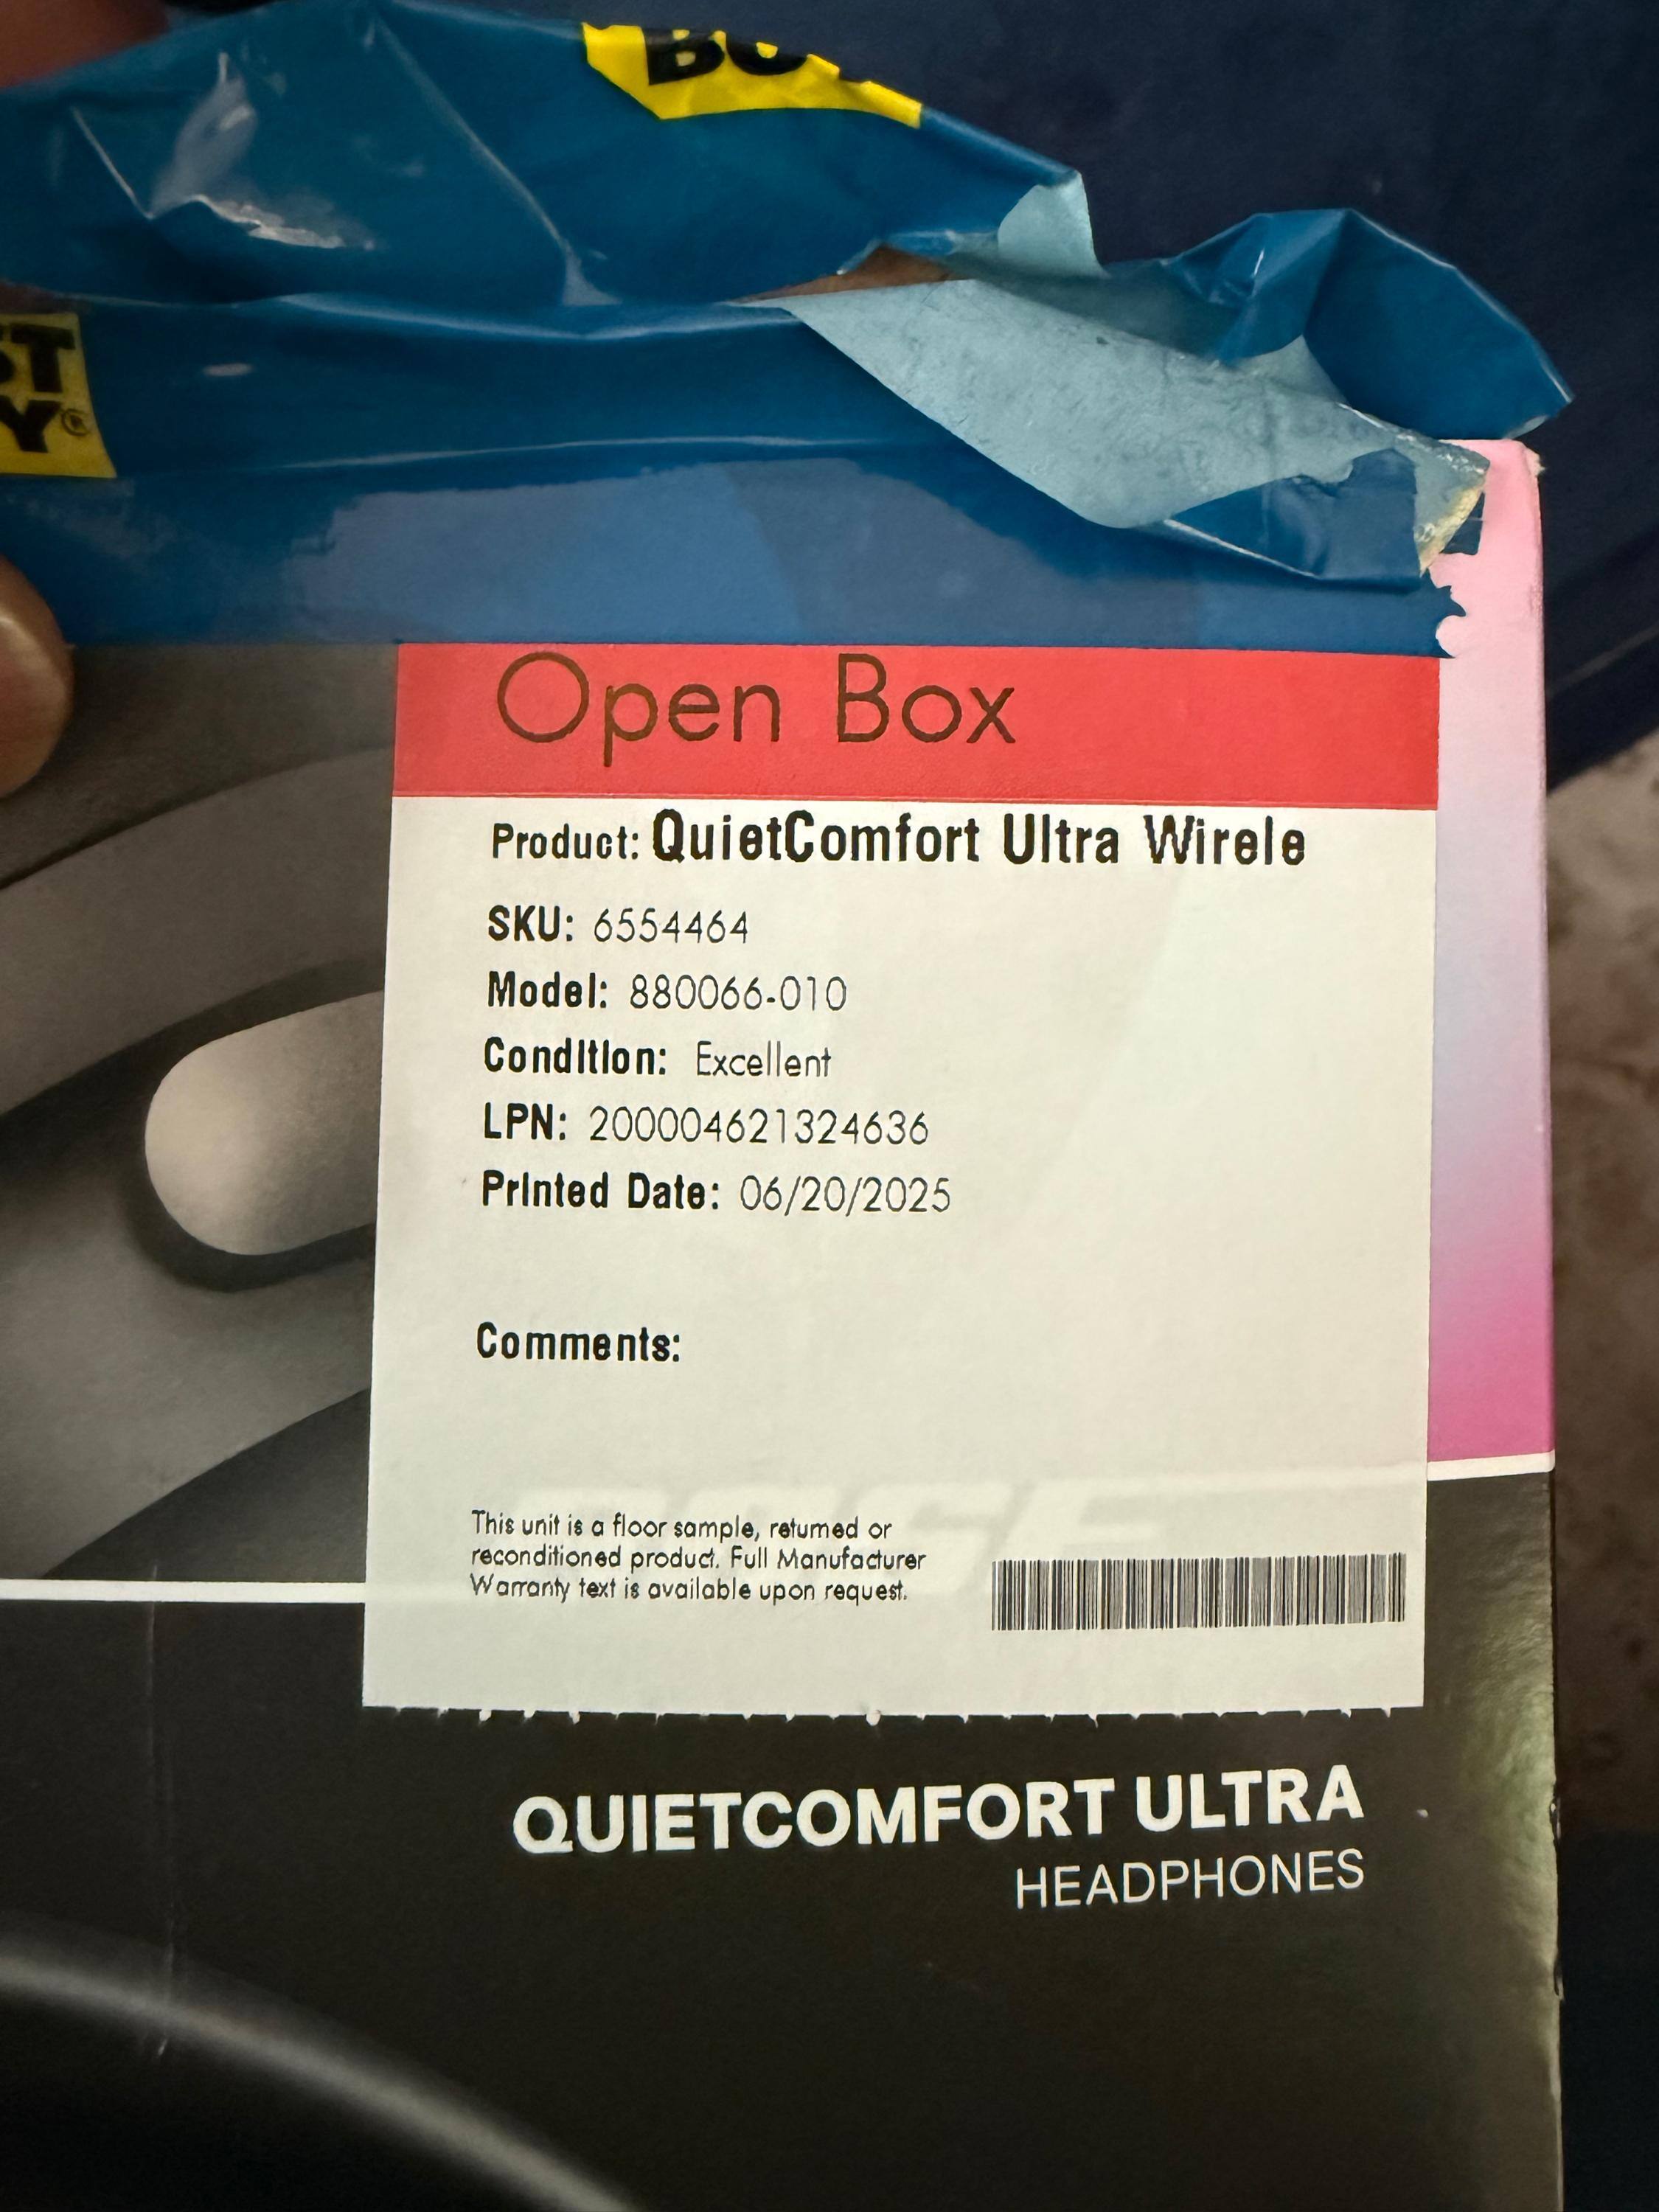 ST
Y®
Open Box
Product: QuietComfort Ultra Wirele
SKU: 6554464
Model: 880066-010
Condition: Excellent
LPN: 200004621324636
Printed Date: 06/20/2025
Comments:
BOSE
This unit is a floor sample, returned or
reconditioned product. Full Manufacturer
Warranty text is available upon request.
QUIETCOMFORT ULTRA
HEADPHONES